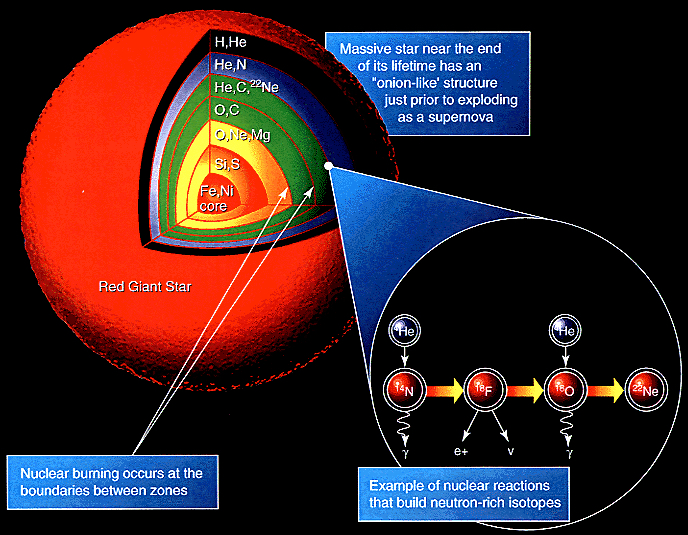 H,He
He,N
He,C,²²Ne
O,C
O,Ne,Mg
Si,S
Fe,Ni
core
Massive star near the end
of its lifetime has an
"onion-like' structure
just prior to exploding
as a supernova
Red Giant Star
⁴He
⁴He
¹⁴N
¹⁸F
¹⁸O
²²Ne
γ
e+
ν
γ
Nuclear burning occurs at the
boundaries between zones
Example of nuclear reactions
that build neutron-rich isotopes